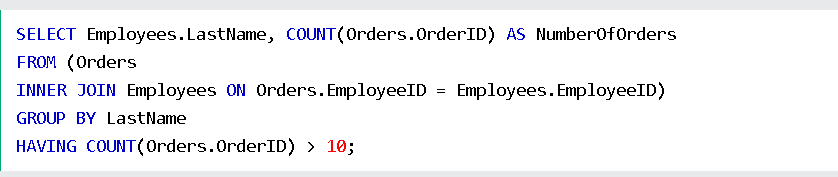 SELECT Employees.LastName, COUNT(Orders.OrderID) AS NumberOfOrders
FROM (Orders
INNER JOIN Employees ON Orders.EmployeeID = Employees.EmployeeID)
GROUP BY LastName
HAVING COUNT(Orders.OrderID) > 10;